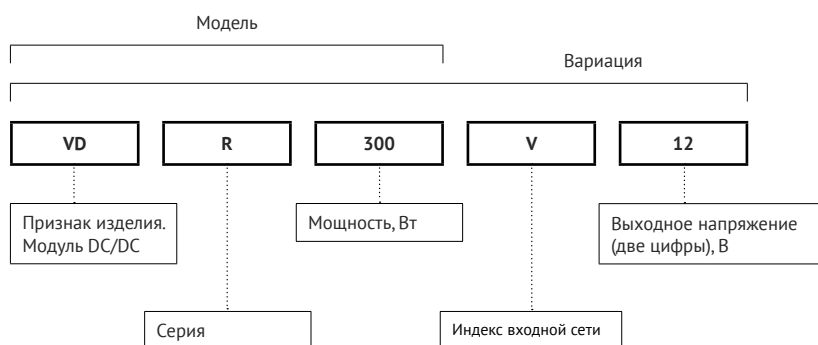 Модель
Вариация
VD R 300 V 12
Признак изделия.
Модуль DC/DC
Мощность, Вт
Выходное напряжение
(две цифры), В
Серия
Индекс входной сети